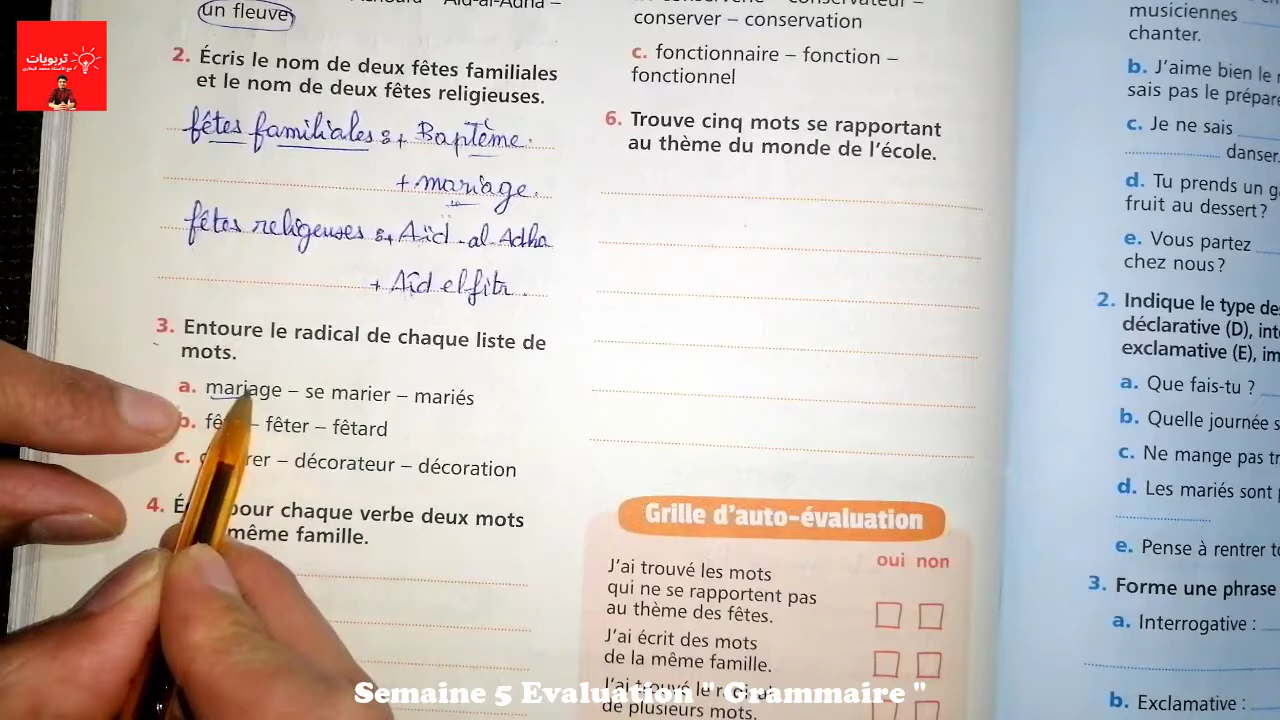 تربويات
un fleuve
2. Écris le nom de deux fêtes familiales
et le nom de deux fêtes religieuses.
fêtes familiales : + Baptême.
+ mariage.
fêtes religeuses : + Aïd-al-Adha
+ Aïd el fitr.
3. Entoure le radical de chaque liste de
mots.
a. mariage – se marier – mariés
b. – fêter – fêtard
c. – décorateur – décoration
4. pour chaque verbe deux mots
même famille.
conserver – conservation
c. fonctionnaire – fonction –
fonctionnel
6. Trouve cinq mots se rapportant
au thème du monde de l'école.
Grille d'auto-évaluation
oui non
J'ai trouvé les mots
qui ne se rapportent pas
au thème des fêtes.
J'ai écrit des mots
de la même famille.
J'ai trouvé le
de plusieurs mots.
musiciennes
chanter.
b. J'aime bien le
sais pas le prépare
c. Je ne sais
danser.
d. Tu prends un g
fruit au dessert ?
e. Vous partez
chez nous ?
2. Indique le type de
déclarative (D), int
exclamative (E), im
a. Que fais-tu ?
b. Quelle journée s
c. Ne mange pas tr
d. Les mariés sont
e. Pense à rentrer t
3. Forme une phrase
a. Interrogative :
b. Exclamative :
Semaine 5 Evaluation " Grammaire "